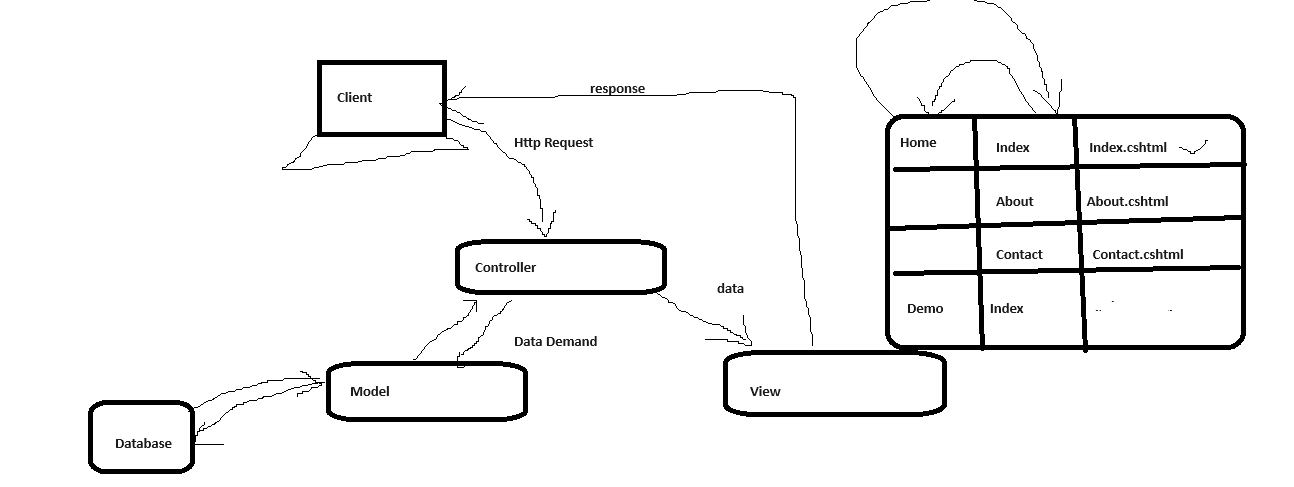 Client
response
Http Request
Controller
data
Data Demand
Model
View
Database
Home Index Index.cshtml
About About.cshtml
Contact Contact.cshtml
Demo Index